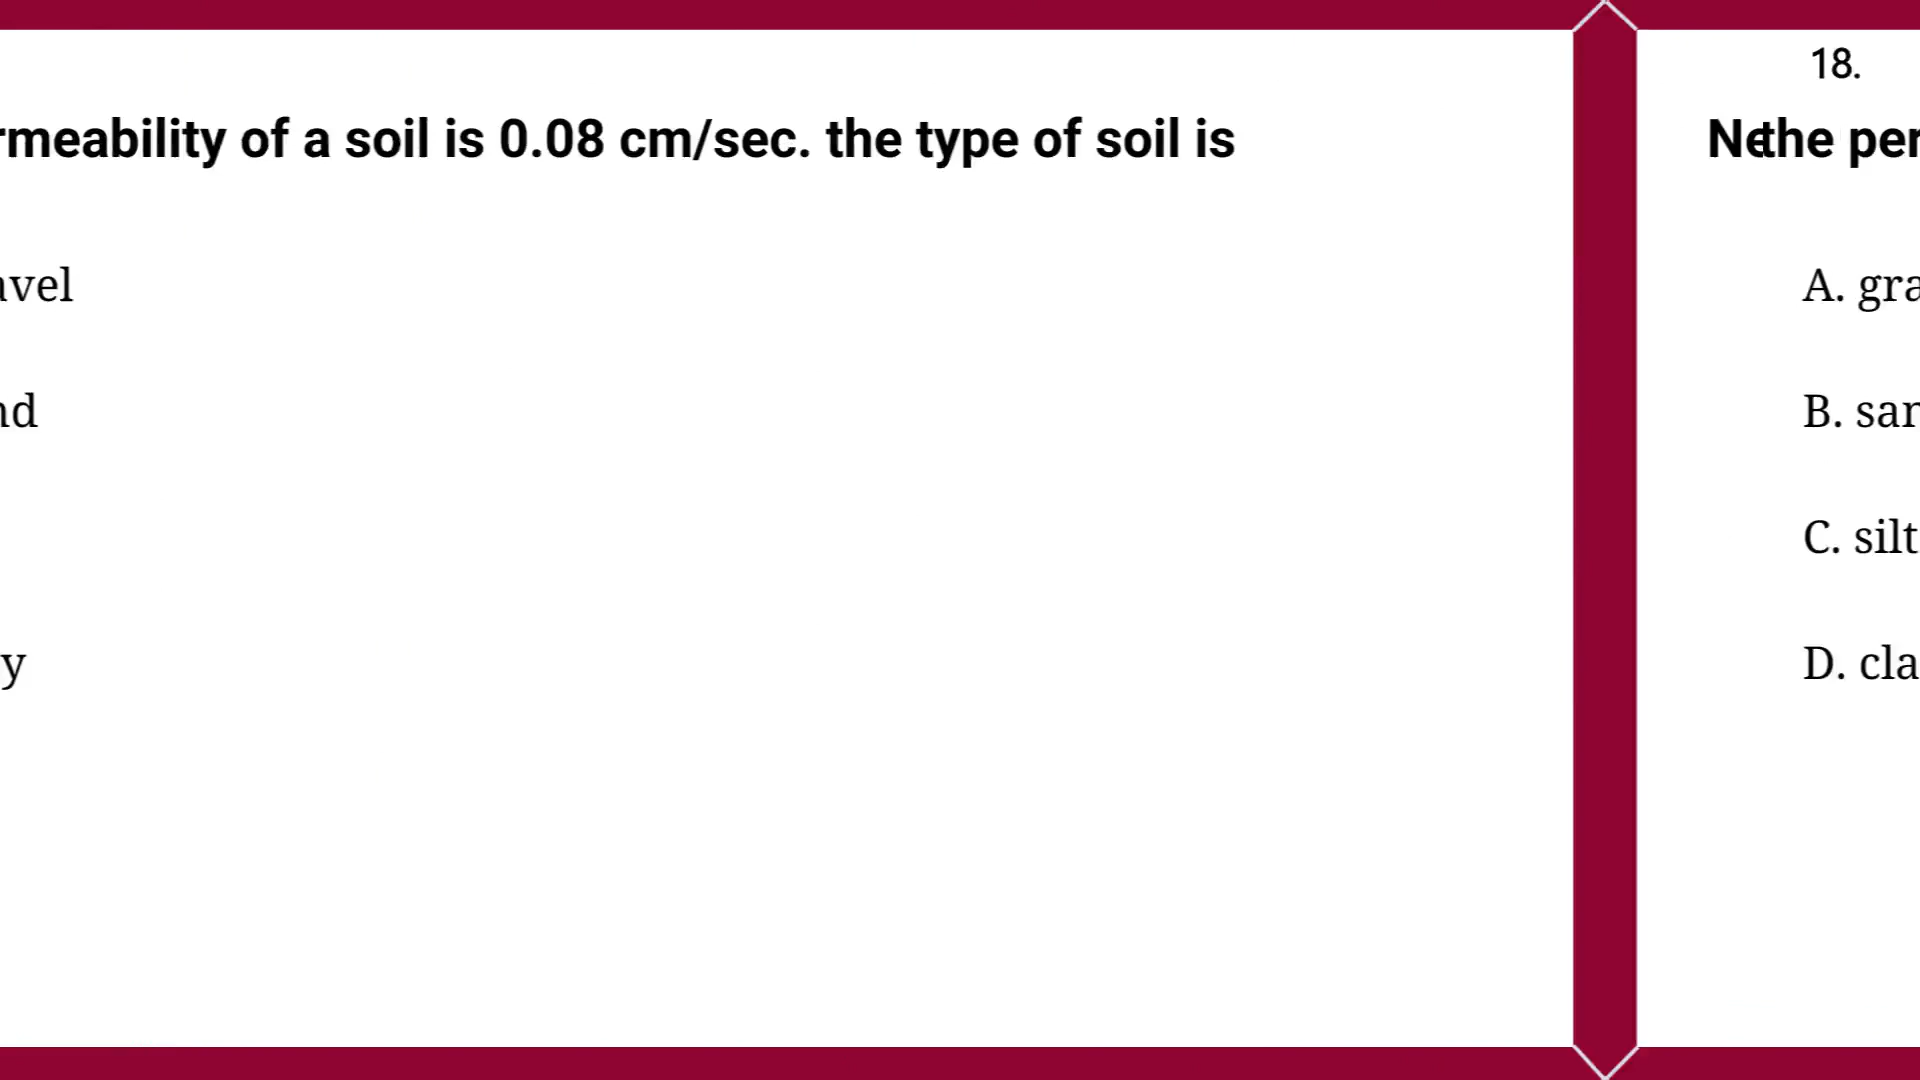 18.
rmeability of a soil is 0.08 cm/sec. the type of soil is
the per
avel
A. gra
nd
B. san
C. silt
y
D. cla